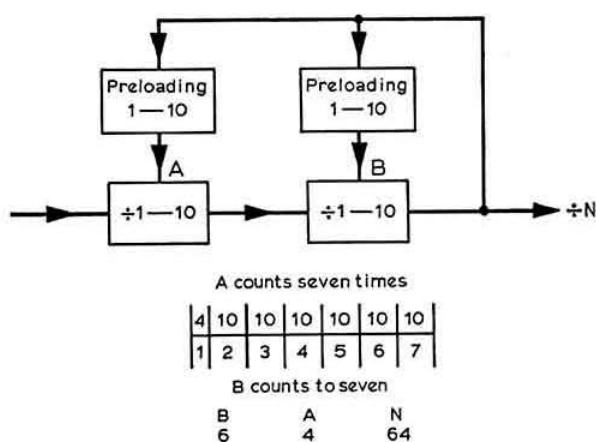 Preloading
1—10
Preloading
1—10
A
B
÷1—10
÷1—10
÷N
A counts seven times
4 10 10 10 10 10 10
1 2 3 4 5 6 7
B counts to seven
B A N
6 4 64